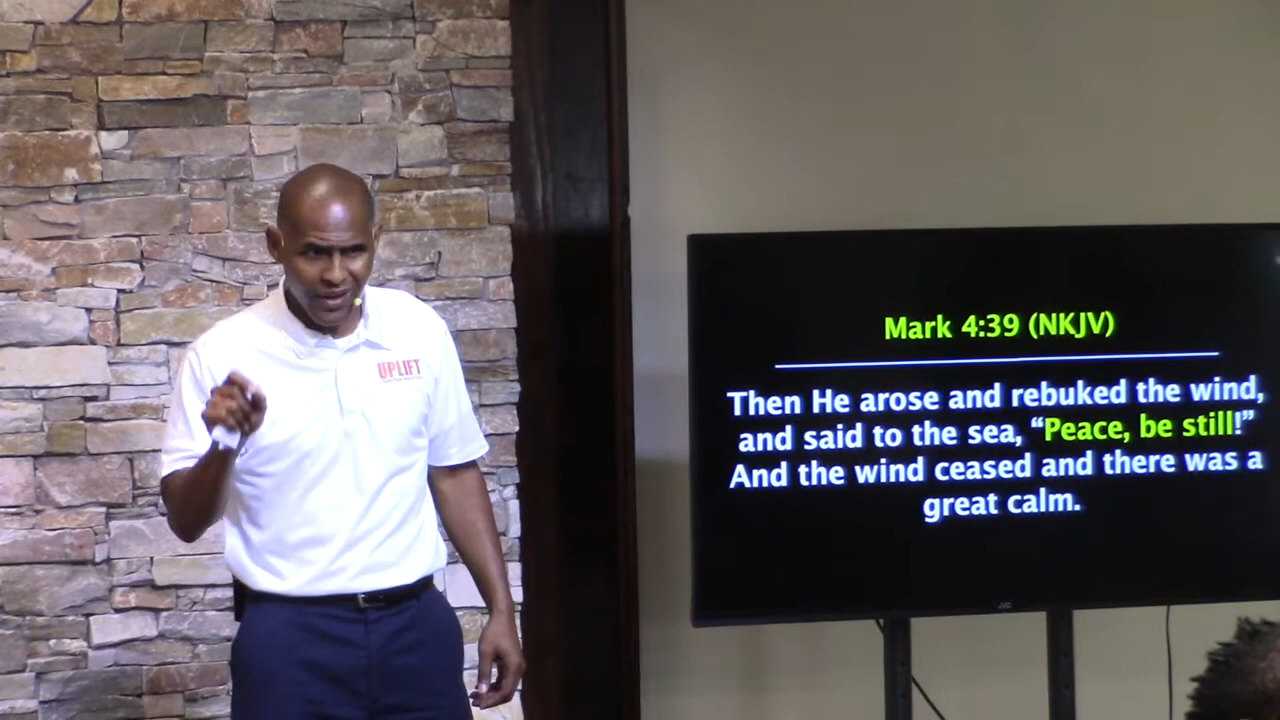 UPLIFT
Mark 4:39 (NKJV)
Then He arose and rebuked the wind,
and said to the sea, “Peace, be still!”
And the wind ceased and there was a
great calm.
JVC